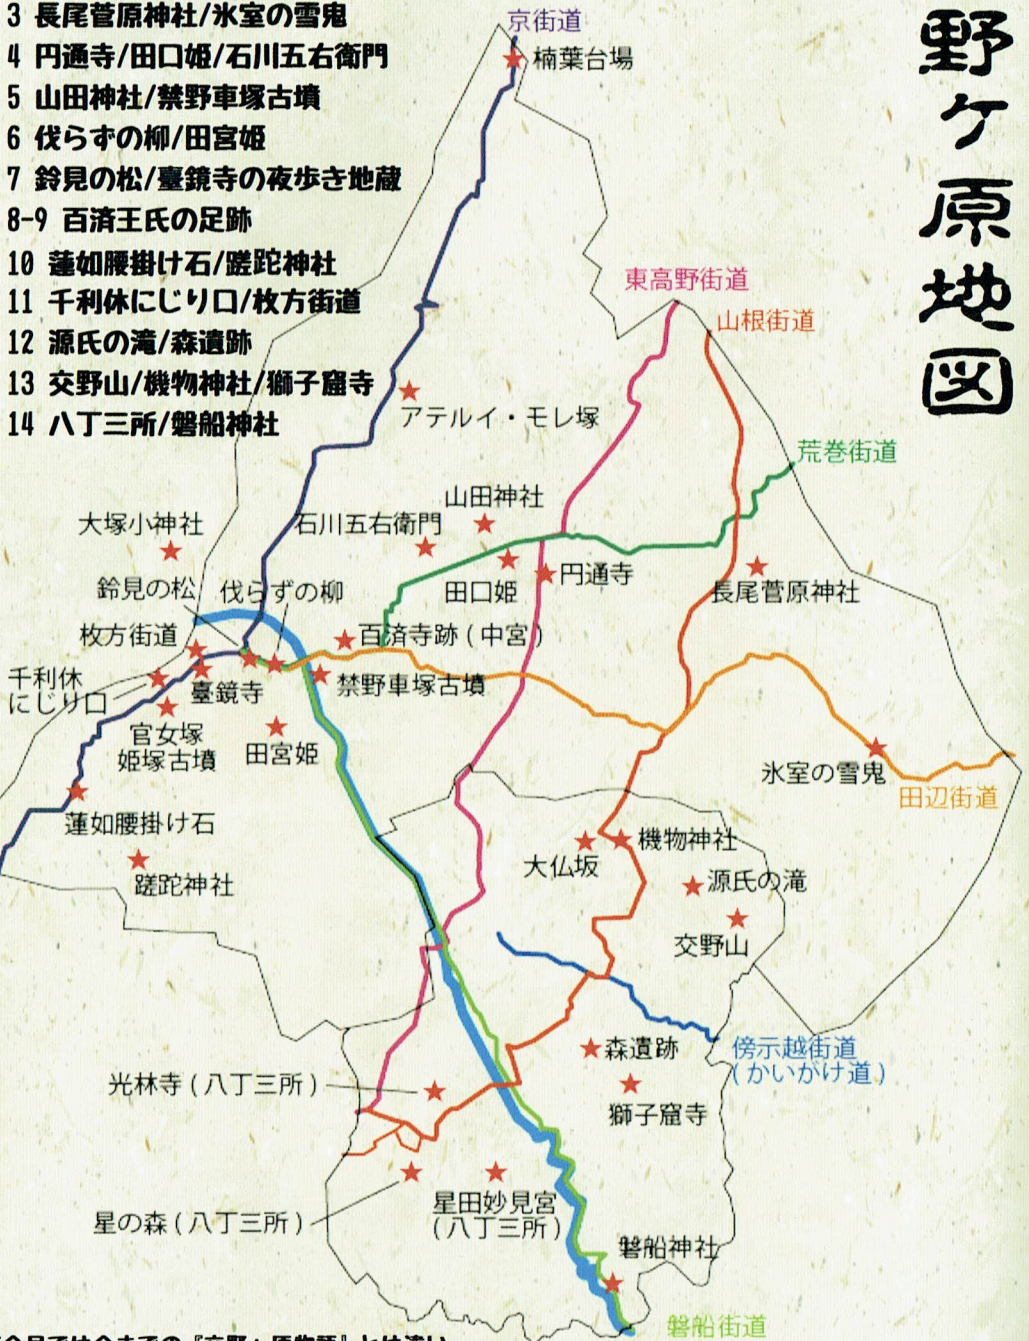 野ケ原地図
3 長尾菅原神社/氷室の雪鬼
4 円通寺/田口姫/石川五右衛門
5 山田神社/禁野車塚古墳
6 伐らずの柳/田宮姫
7 鈴見の松/臺鏡寺の夜歩き地蔵
8-9 百済王氏の足跡
10 蓮如腰掛け石/蹉跎神社
11 千利休にじり口/枚方街道
12 源氏の滝/森遺跡
13 交野山/機物神社/獅子窟寺
14 八丁三所/磐船神社
京街道
楠葉台場
東高野街道
山根街道
アテルイ・モレ塚
荒巻街道
山田神社
大塚小神社
石川五右衛門
円通寺
鈴見の松
伐らずの柳
田口姫
長尾菅原神社
枚方街道
百済寺跡(中宮)
千利休
にじり口
臺鏡寺
禁野車塚古墳
官女塚
姫塚古墳
田宮姫
氷室の雪鬼
田辺街道
蓮如腰掛け石
機物神社
大仏坂
蹉跎神社
源氏の滝
交野山
森遺跡
傍示越街道
(かいがけ道)
光林寺(八丁三所)
獅子窟寺
星の森(八丁三所)
星田妙見宮
(八丁三所)
磐船神社
磐船街道